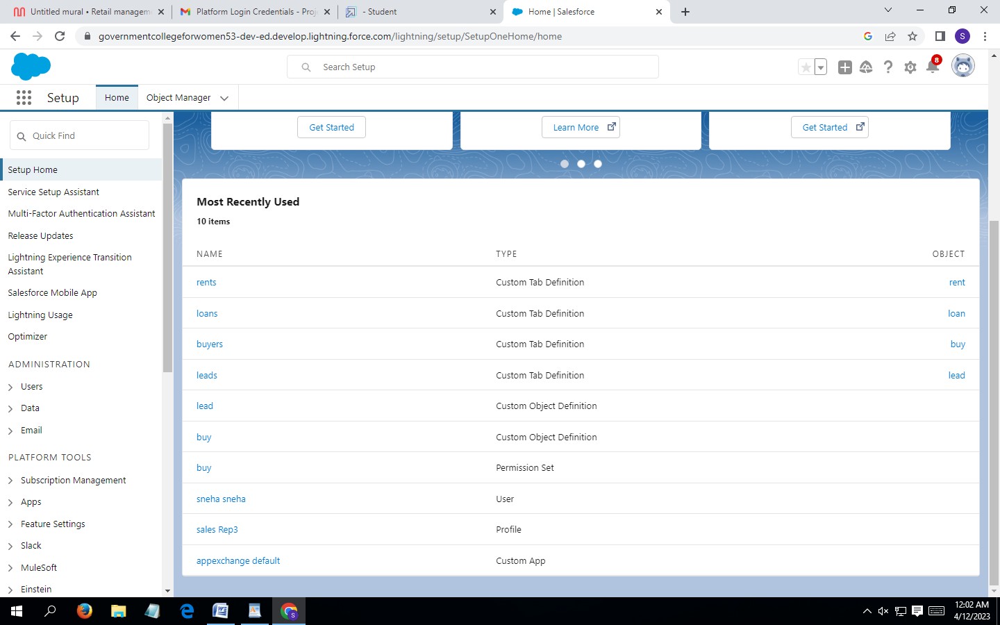 Untitled mural • Retail managem
Platform Login Credentials - Proj
- Student
Home | Salesforce
governmentcollegeforwomen53-dev-ed.develop.lightning.force.com/lightning/setup/SetupOneHome/home
S
Search Setup
8
Setup
Home
Object Manager
Quick Find
Get Started
Learn More
Get Started
Setup Home
Service Setup Assistant
Multi-Factor Authentication Assistant
Release Updates
Lightning Experience Transition
Assistant
Salesforce Mobile App
Lightning Usage
Optimizer
ADMINISTRATION
Users
Data
Email
PLATFORM TOOLS
Subscription Management
Apps
Feature Settings
Slack
MuleSoft
Einstein
Most Recently Used
10 items
NAME TYPE OBJECT
rents Custom Tab Definition rent
loans Custom Tab Definition loan
buyers Custom Tab Definition buy
leads Custom Tab Definition lead
lead Custom Object Definition
buy Custom Object Definition
buy Permission Set
sneha sneha User
sales Rep3 Profile
appexchange default Custom App
S
12:02 AM
4/12/2023